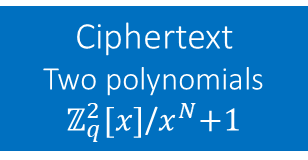 Ciphertext
Two polynomials
ℤ_q^2[x]/x^N+1